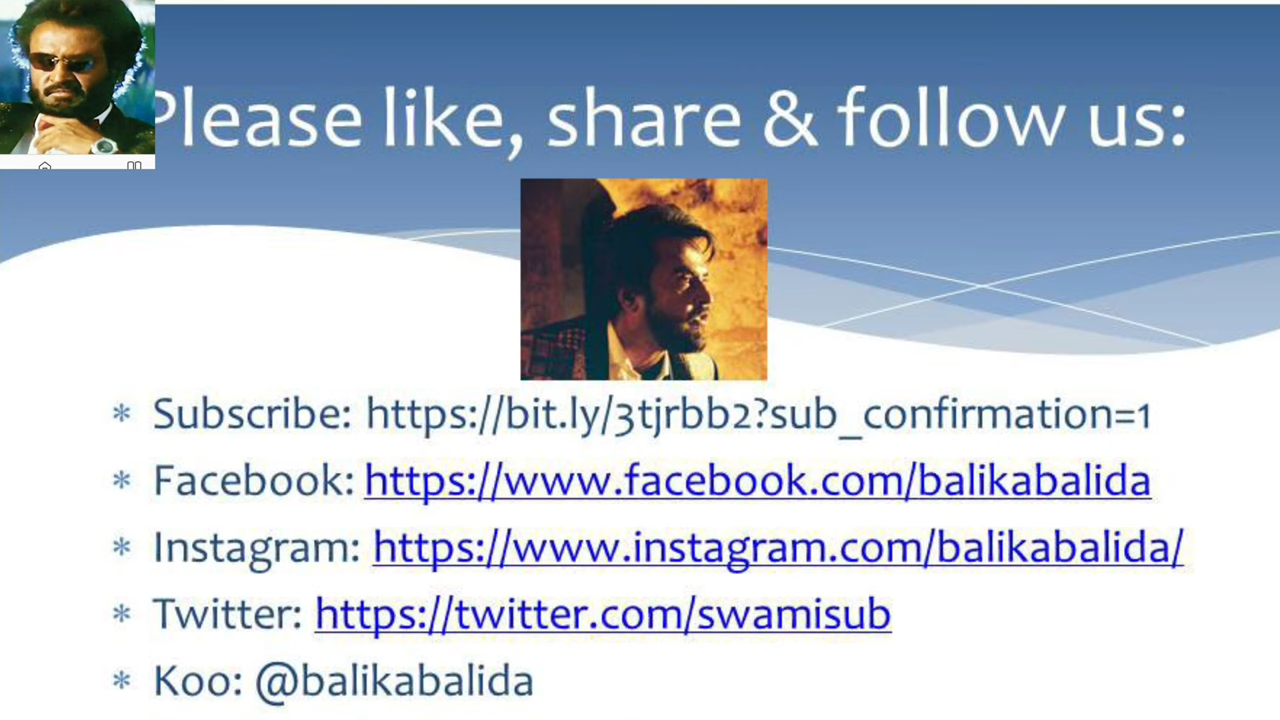 Please like, share & follow us:
* Subscribe: https://bit.ly/3tjrbb2?sub_confirmation=1
* Facebook: https://www.facebook.com/balikabalida
* Instagram: https://www.instagram.com/balikabalida/
* Twitter: https://twitter.com/swamisub
* Koo: @balikabalida